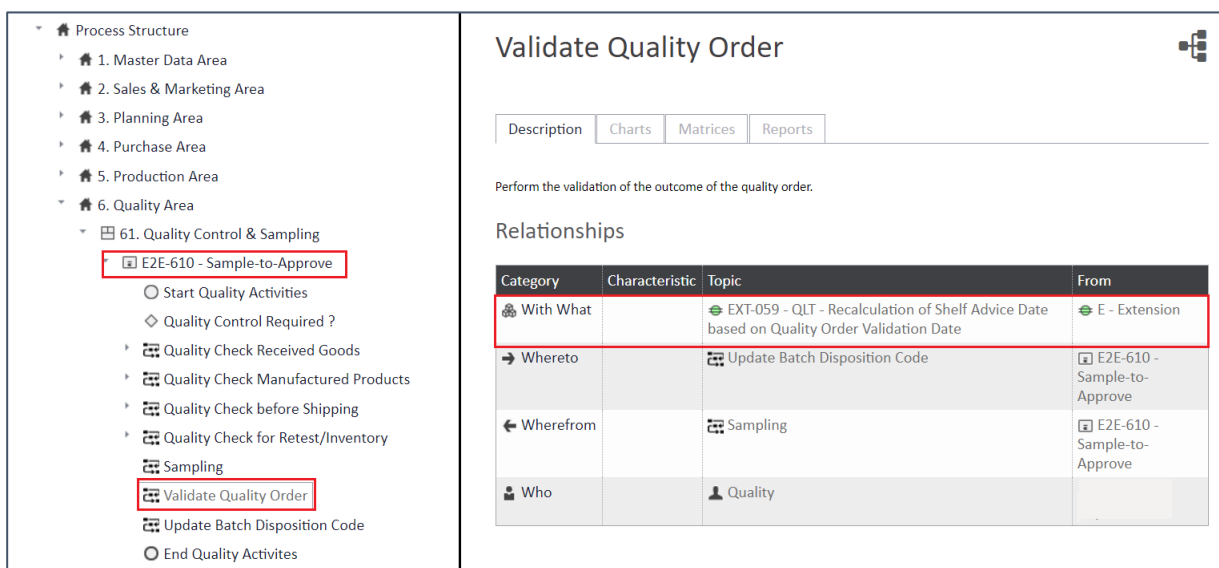 Process Structure
1. Master Data Area
2. Sales & Marketing Area
3. Planning Area
4. Purchase Area
5. Production Area
6. Quality Area
61. Quality Control & Sampling
E2E-610 - Sample-to-Approve
Start Quality Activities
Quality Control Required ?
Quality Check Received Goods
Quality Check Manufactured Products
Quality Check before Shipping
Quality Check for Retest/Inventory
Sampling
Validate Quality Order
Update Batch Disposition Code
End Quality Activites
Validate Quality Order
Description Charts Matrices Reports
Perform the validation of the outcome of the quality order.
Relationships
Category Characteristic Topic From
With What EXT-059 - QLT - Recalculation of Shelf Advice Date E - Extension
based on Quality Order Validation Date
Whereto Update Batch Disposition Code E2E-610 -
Sample-to-
Approve
Wherefrom Sampling E2E-610 -
Sample-to-
Approve
Who Quality